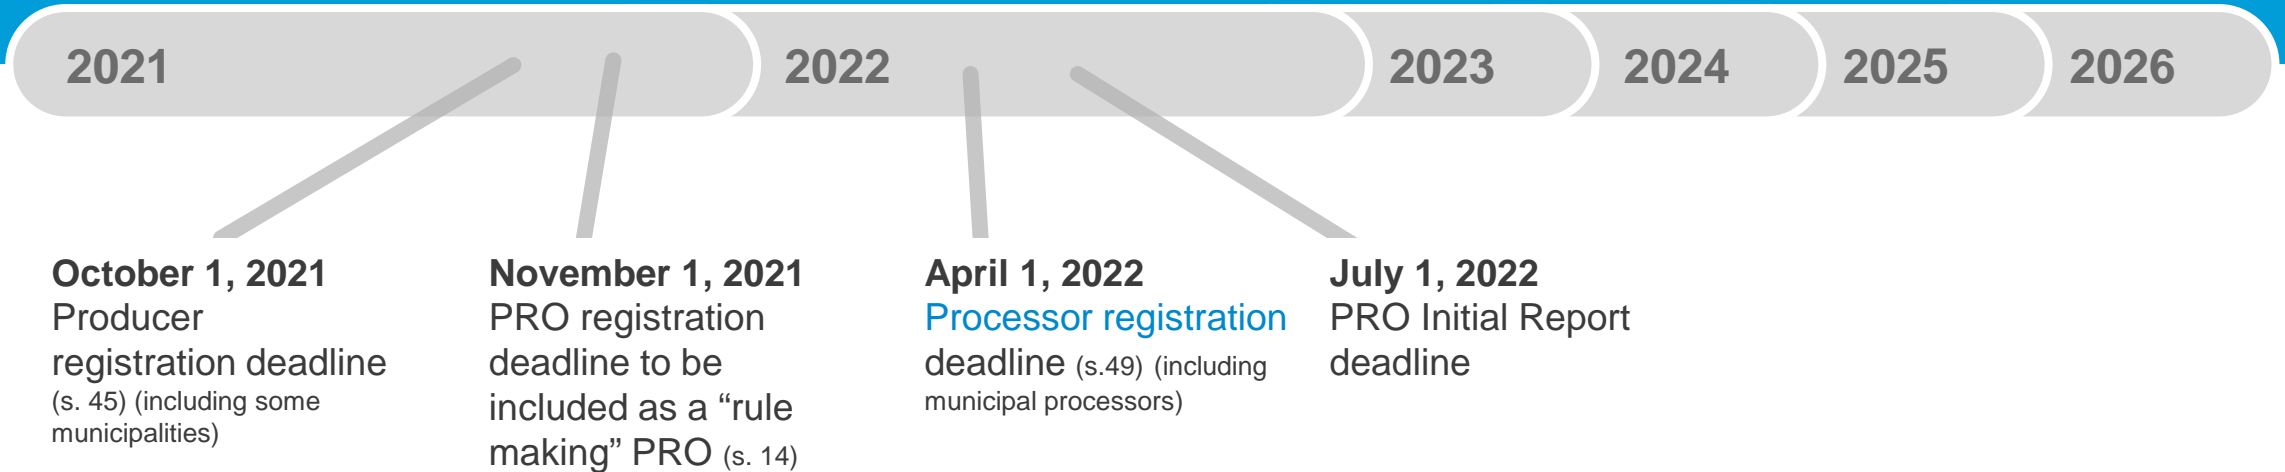 2021
2022
2023
2024
2025
2026
October 1, 2021
Producer
registration deadline
(s. 45) (including some
municipalities)
November 1, 2021
PRO registration
deadline to be
included as a “rule
making” PRO (s. 14)
April 1, 2022
Processor registration
deadline (s.49) (including
municipal processors)
July 1, 2022
PRO Initial Report
deadline